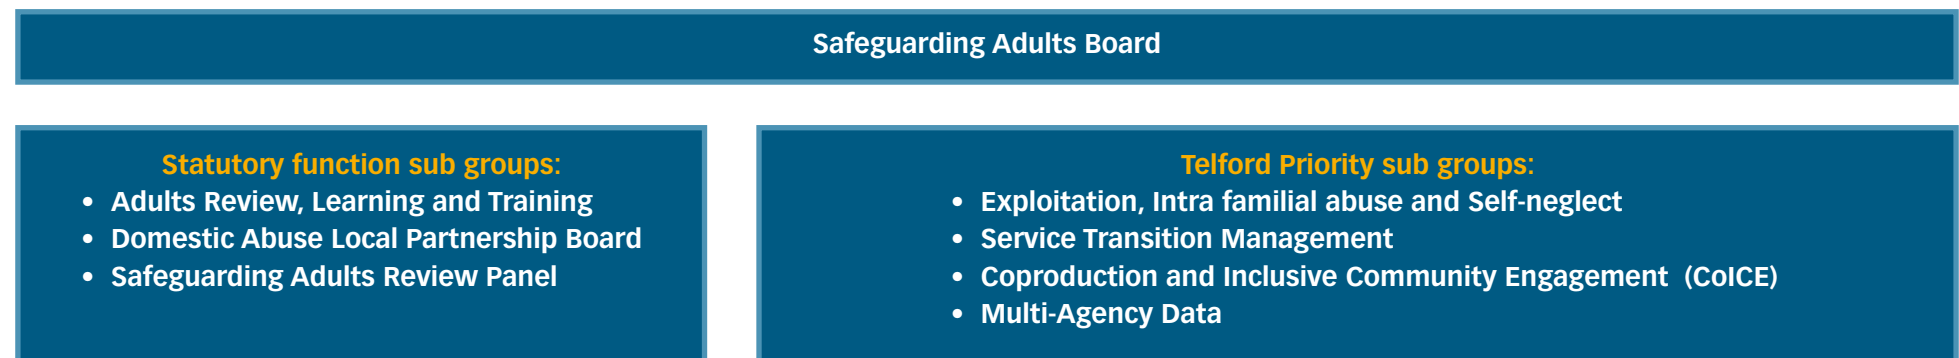 Safeguarding Adults Board
Statutory function sub groups:
• Adults Review, Learning and Training
• Domestic Abuse Local Partnership Board
• Safeguarding Adults Review Panel
Telford Priority sub groups:
• Exploitation, Intra familial abuse and Self-neglect
• Service Transition Management
• Coproduction and Inclusive Community Engagement  (CoICE)
• Multi-Agency Data